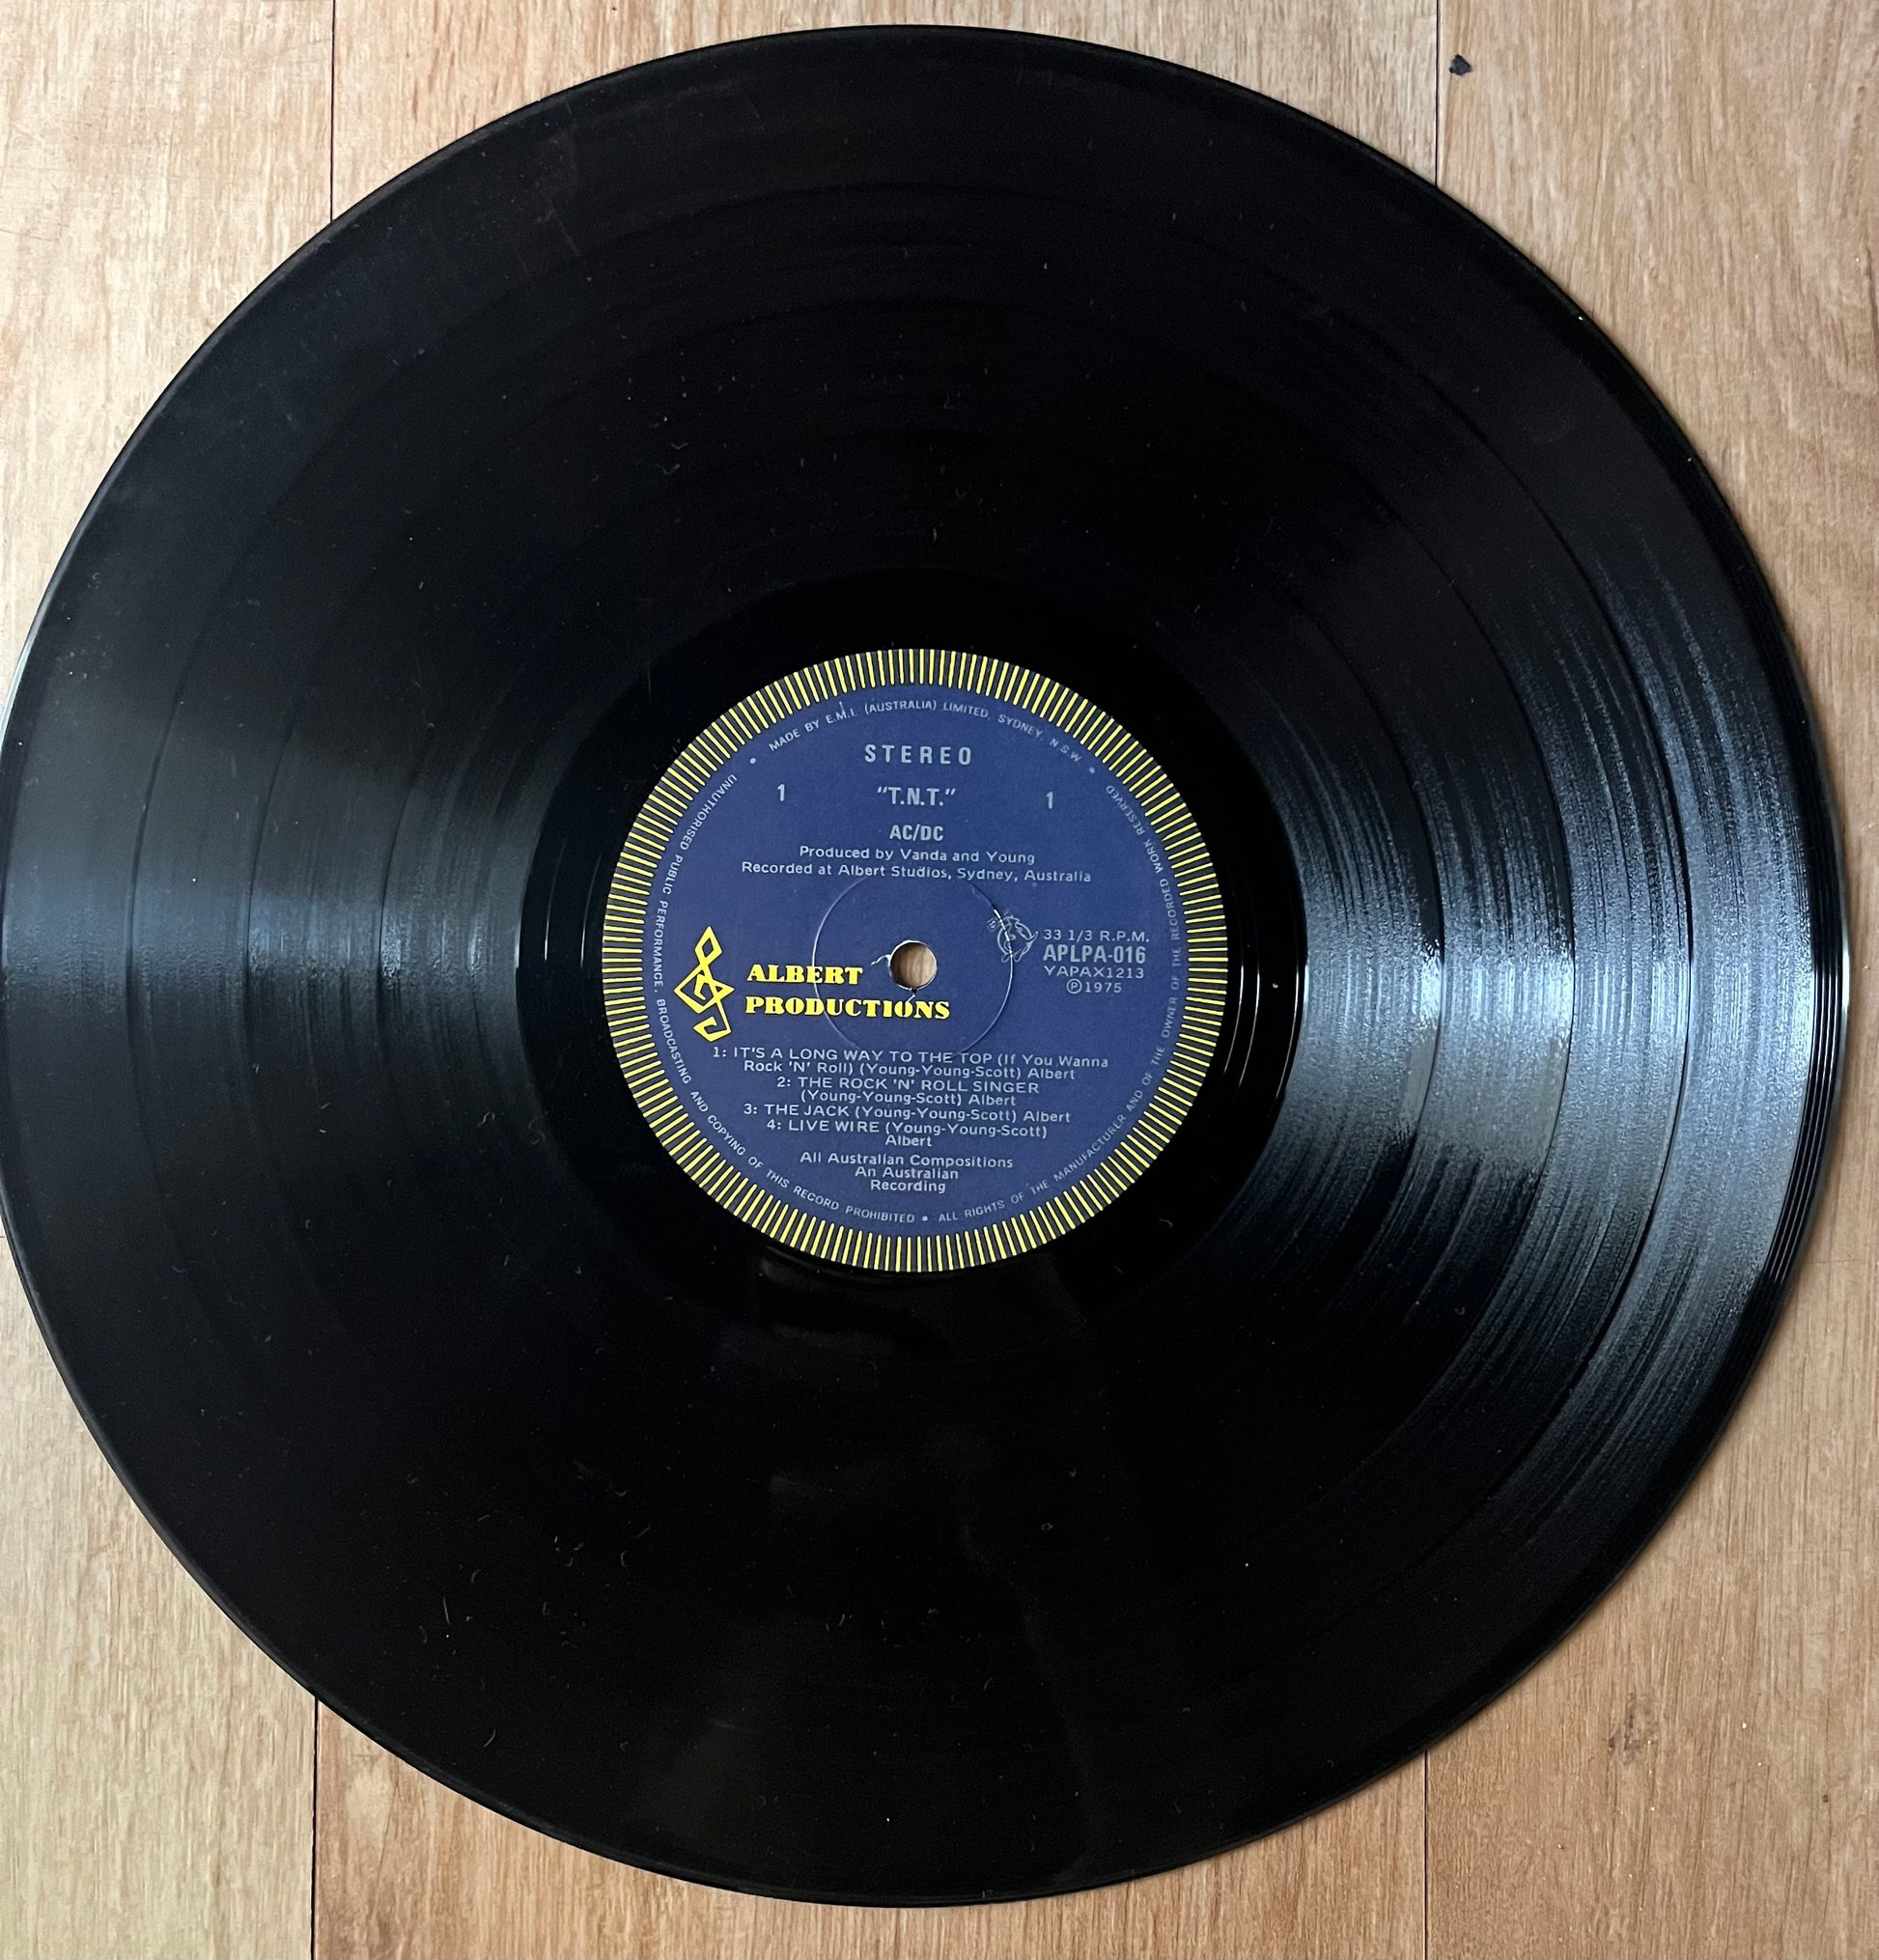 MADE BY E.M.I. (AUSTRALIA) LIMITED, SYDNEY N.S.W.
STEREO
1 "T.N.T." 1
AC/DC
Produced by Vanda and Young
Recorded at Albert Studios, Sydney, Australia
33 1/3 R.P.M.
APLPA-016
YAPAX1213
℗1975
ALBERT
PRODUCTIONS
1: IT'S A LONG WAY TO THE TOP (If You Wanna
Rock 'N' Roll) (Young-Young-Scott) Albert
2: THE ROCK 'N' ROLL SINGER
(Young-Young-Scott) Albert
3: THE JACK (Young-Young-Scott) Albert
4: LIVE WIRE (Young-Young-Scott)
Albert
All Australian Compositions
An Australian
Recording
UNAUTHORISED PUBLIC PERFORMANCE, BROADCASTING AND COPYING OF THIS RECORD PROHIBITED • ALL RIGHTS OF THE MANUFACTURER AND OF THE OWNER OF THE RECORDED WORK RESERVED